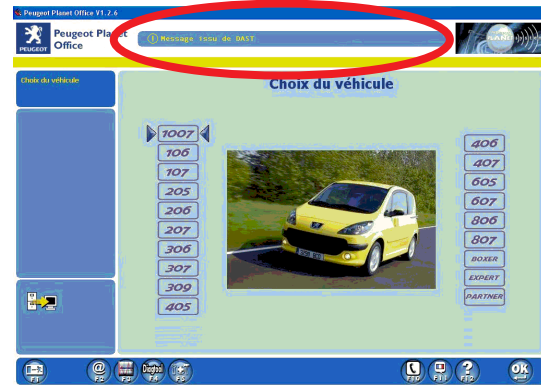 Peugeot Planet Office V1.2.6
PEUGEOT
Peugeot Planet
Office
Message issu de DAST
PLANET
Choix du véhicule
Choix du véhicule
1007
106
107
205
206
207
306
307
309
405
406
407
605
607
806
807
BOXER
EXPERT
PARTNER
F1
@
F2
F3
Diagtool
F4
F5
F10
F11
?
F12
OK